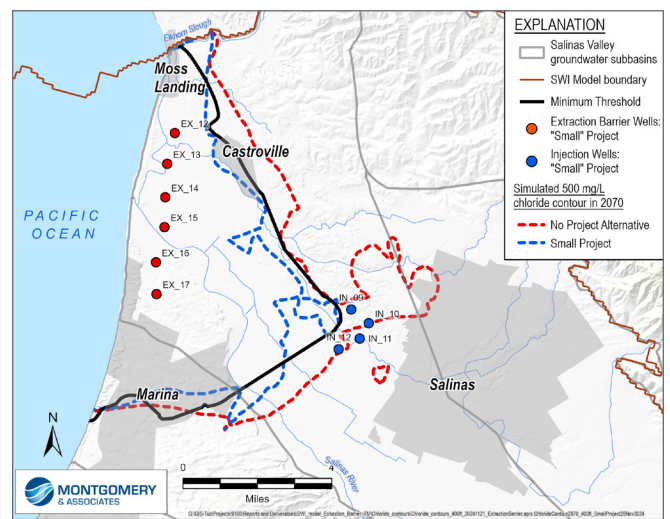 Elkhorn Slough
Moss
Landing
EX_12
EX_13
Castroville
EX_14
EX_15
EX_16
EX_17
PACIFIC
OCEAN
IN_09
IN_10
IN_11
IN_12
Marina
Salinas
Salinas
River
N
0
4
Miles
MONTGOMERY
& ASSOCIATES
EXPLANATION
Salinas Valley
groundwater subbasins
SWI Model boundary
Minimum Threshold
Extraction Barrier Wells:
"Small" Project
Injection Wells:
"Small" Project
Simulated 500 mg/L
chloride contour in 2070
No Project Alternative
Small Project